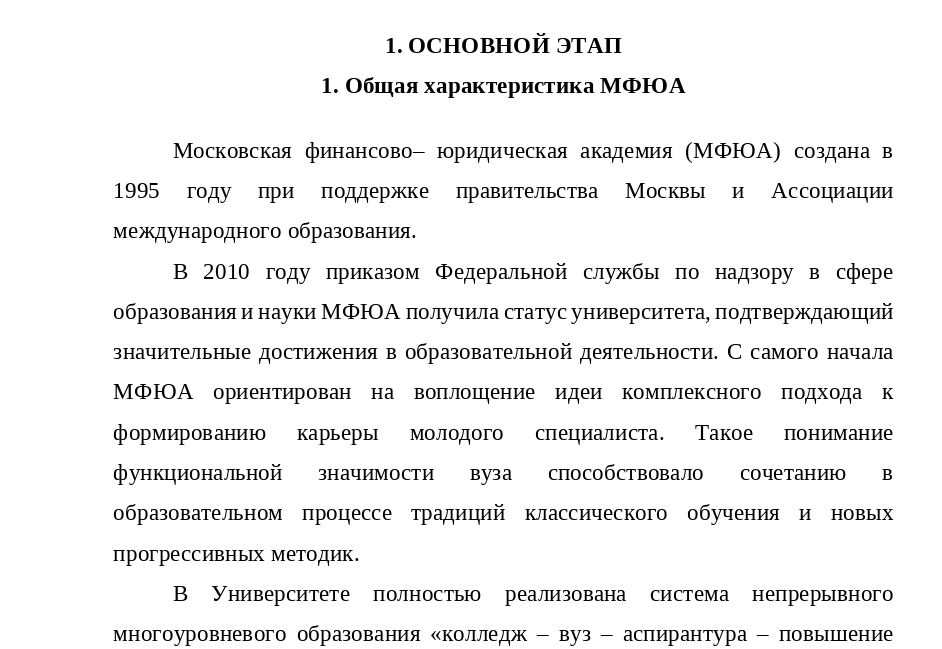 1. ОСНОВНОЙ ЭТАП
1. Общая характеристика МФЮА
Московская финансово– юридическая академия (МФЮА) создана в
1995 году при поддержке правительства Москвы и Ассоциации
международного образования.
В 2010 году приказом Федеральной службы по надзору в сфере
образования и науки МФЮА получила статус университета, подтверждающий
значительные достижения в образовательной деятельности. С самого начала
МФЮА ориентирован на воплощение идеи комплексного подхода к
формированию карьеры молодого специалиста. Такое понимание
функциональной значимости вуза способствовало сочетанию в
образовательном процессе традиций классического обучения и новых
прогрессивных методик.
В Университете полностью реализована система непрерывного
многоуровневого образования «колледж – вуз – аспирантура – повышение